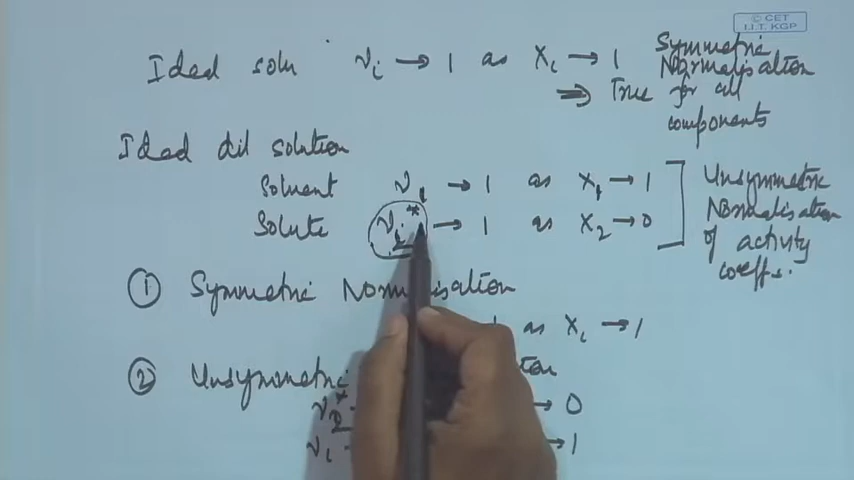 © CET
I.I.T. KGP
Ideal soln γi → 1 as Xi → 1 Symmetric
Normalisation
⇒ True for all
components
Ideal dil solution
Solvent γ1 → 1 as X1 → 1
Solute γi* → 1 as X2 → 0
Unsymmetric
Normalisation
of activity
coeffs.
① Symmetric Normalisation
as Xi → 1
② Unsymmetric
γ2* → 0
γi → 1